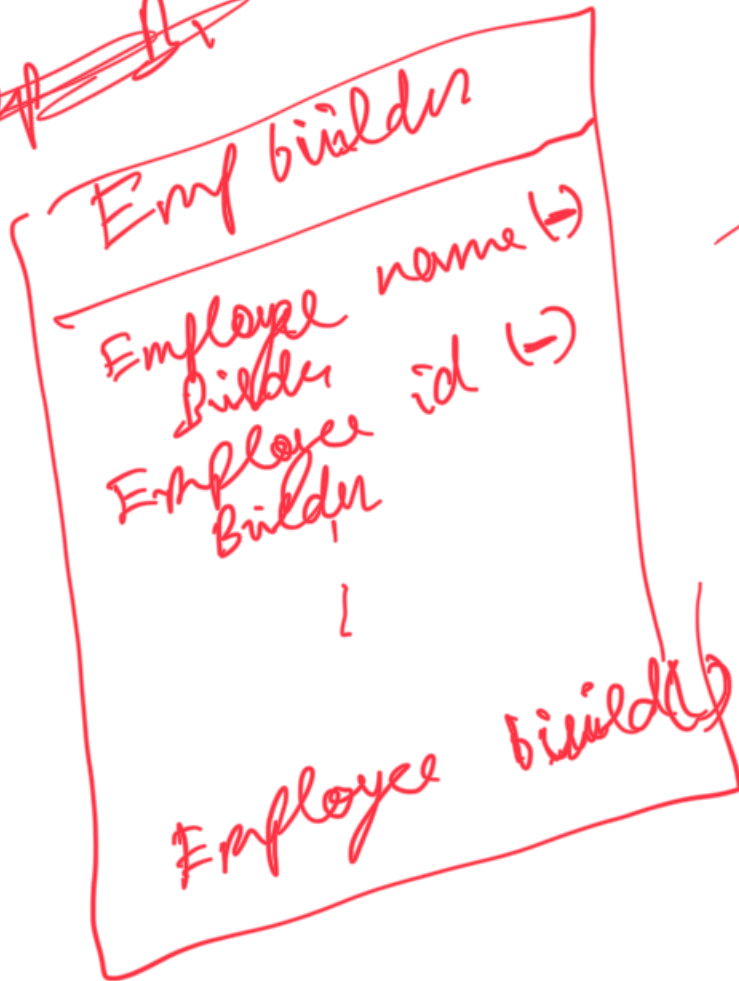 Emp builder
Employee name (-)
Builder
Employee id (-)
Builder
Employee build()